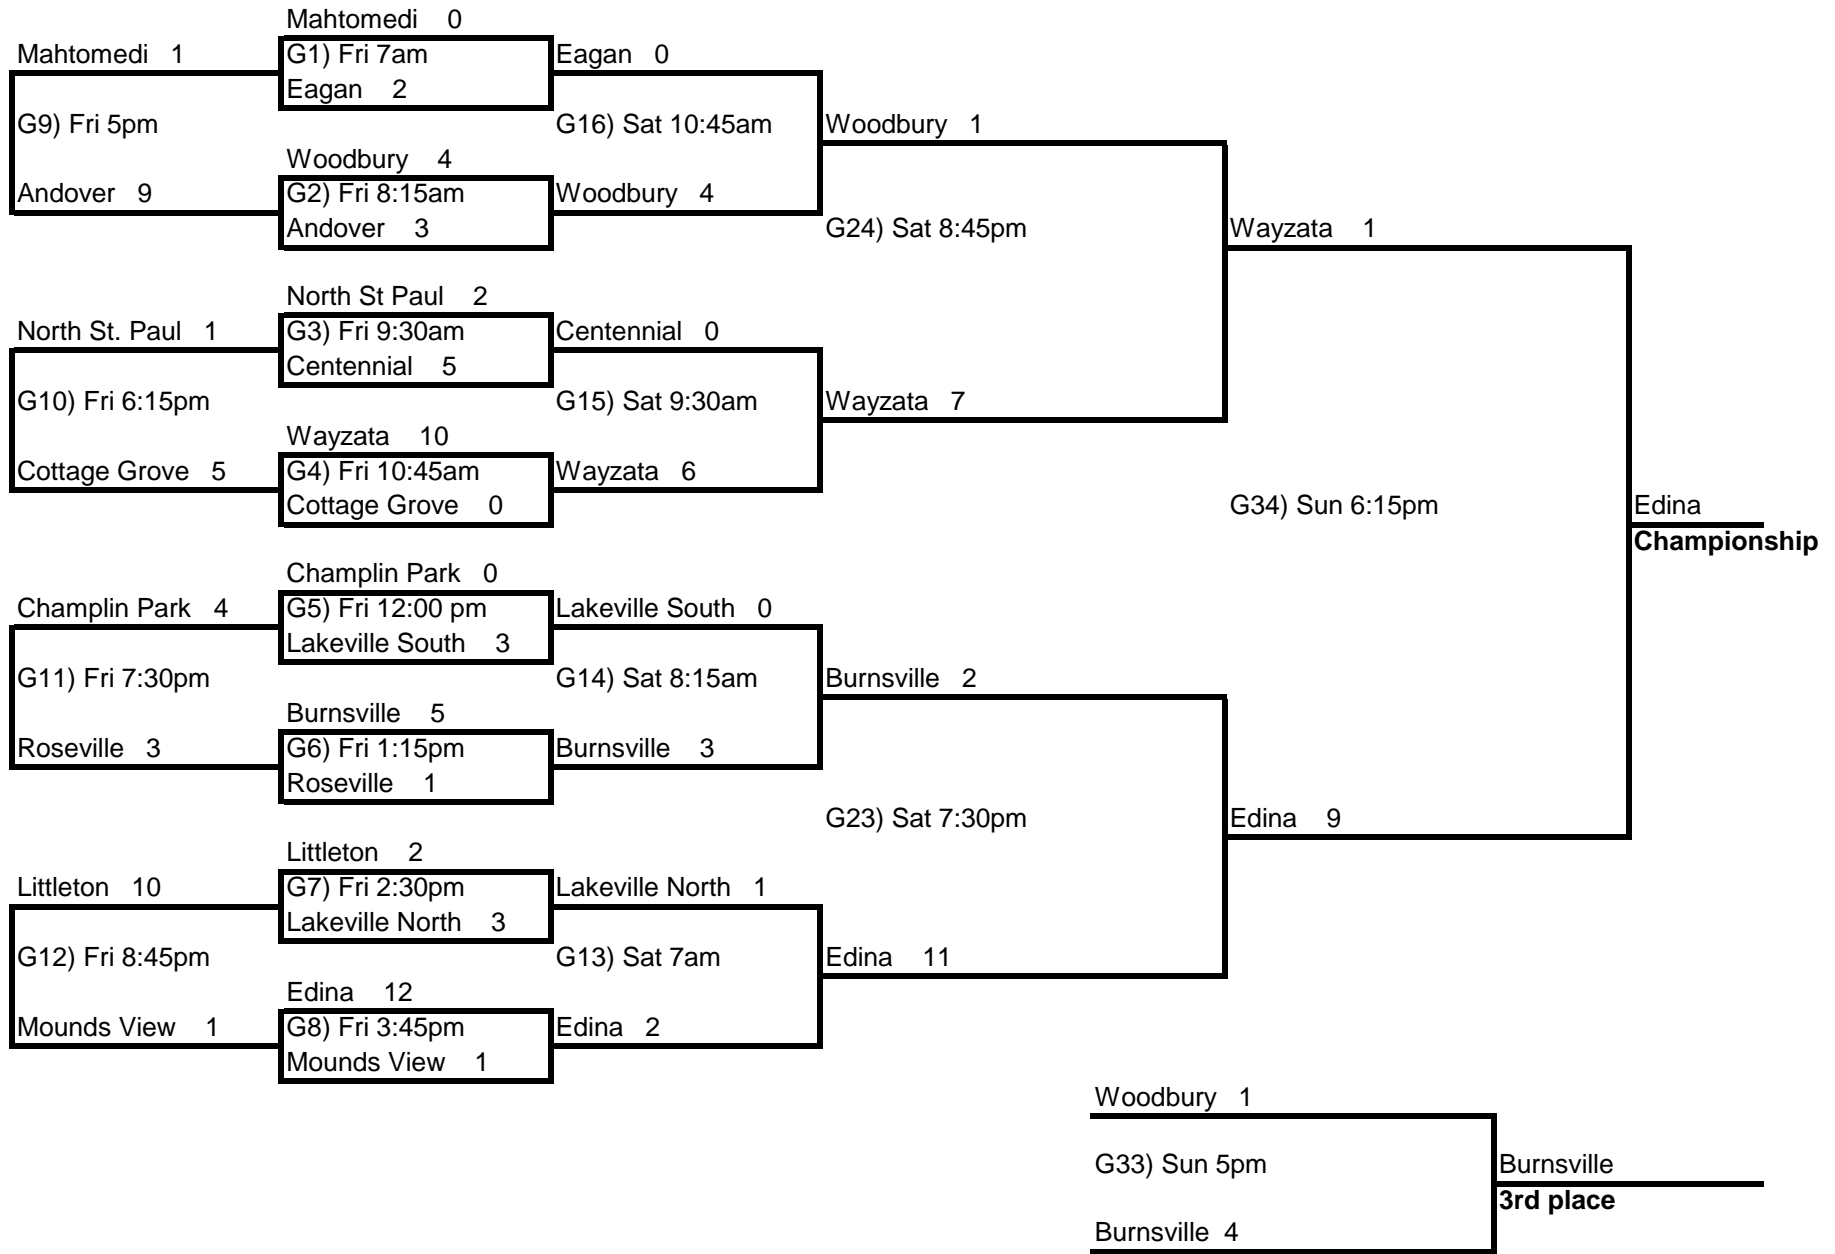 Mahtomedi 0
Mahtomedi 1
G1) Fri 7am
Eagan 0
Eagan 2
G9) Fri 5pm
G16) Sat 10:45am
Woodbury 1
Woodbury 4
Andover 9
G2) Fri 8:15am
Woodbury 4
Andover 3
G24) Sat 8:45pm
Wayzata 1
North St Paul 2
North St. Paul 1
G3) Fri 9:30am
Centennial 0
Centennial 5
G10) Fri 6:15pm
G15) Sat 9:30am
Wayzata 7
Wayzata 10
Cottage Grove 5
G4) Fri 10:45am
Wayzata 6
Cottage Grove 0
G34) Sun 6:15pm
Edina
Championship
Champlin Park 0
Champlin Park 4
G5) Fri 12:00 pm
Lakeville South 0
Lakeville South 3
G11) Fri 7:30pm
G14) Sat 8:15am
Burnsville 2
Burnsville 5
Roseville 3
G6) Fri 1:15pm
Burnsville 3
Roseville 1
G23) Sat 7:30pm
Edina 9
Littleton 2
Littleton 10
G7) Fri 2:30pm
Lakeville North 1
Lakeville North 3
G12) Fri 8:45pm
G13) Sat 7am
Edina 11
Edina 12
Mounds View 1
G8) Fri 3:45pm
Edina 2
Mounds View 1
Woodbury 1
G33) Sun 5pm
Burnsville
3rd place
Burnsville 4